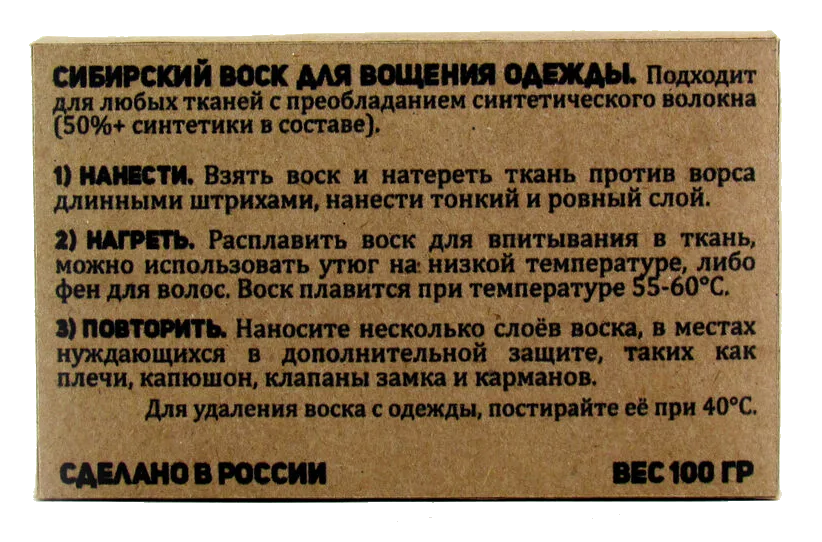 СИБИРСКИЙ ВОСК ДЛЯ ВОЩЕНИЯ ОДЕЖДЫ. Подходит
для любых тканей с преобладанием синтетического волокна
(50%+ синтетики в составе).
1) НАНЕСТИ. Взять воск и натереть ткань против ворса
длинными штрихами, нанести тонкий и ровный слой.
2) НАГРЕТЬ. Расплавить воск для впитывания в ткань,
можно использовать утюг на низкой температуре, либо
фен для волос. Воск плавится при температуре 55-60°С.
3) ПОВТОРИТЬ. Наносите несколько слоёв воска, в местах
нуждающихся в дополнительной защите, таких как
плечи, капюшон, клапаны замка и карманов.
Для удаления воска с одежды, постирайте её при 40°С.
СДЕЛАНО В РОССИИ
ВЕС 100 ГР